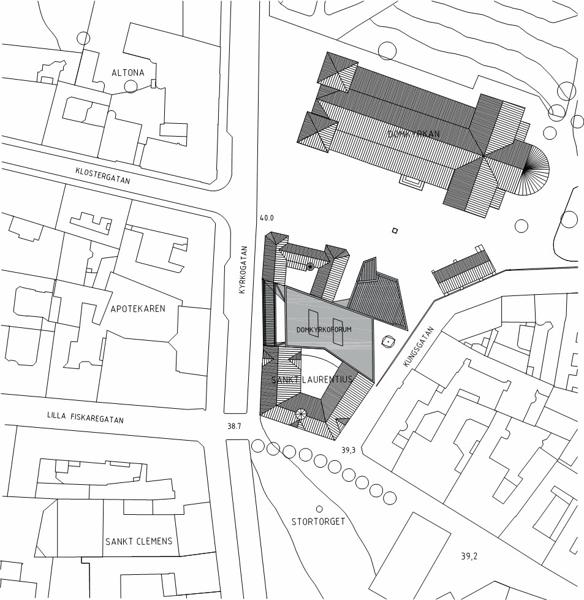 ALTONA
DOMKYRKAN
KLOSTERGATAN
40.0
KYRKOGATAN
APOTEKAREN
DOMKYRKOFORUM
KUNGSGATAN
SANKT LAURENTIUS
LILLA FISKAREGATAN
38.7
39,3
STORTORGET
SANKT CLEMENS
39,2